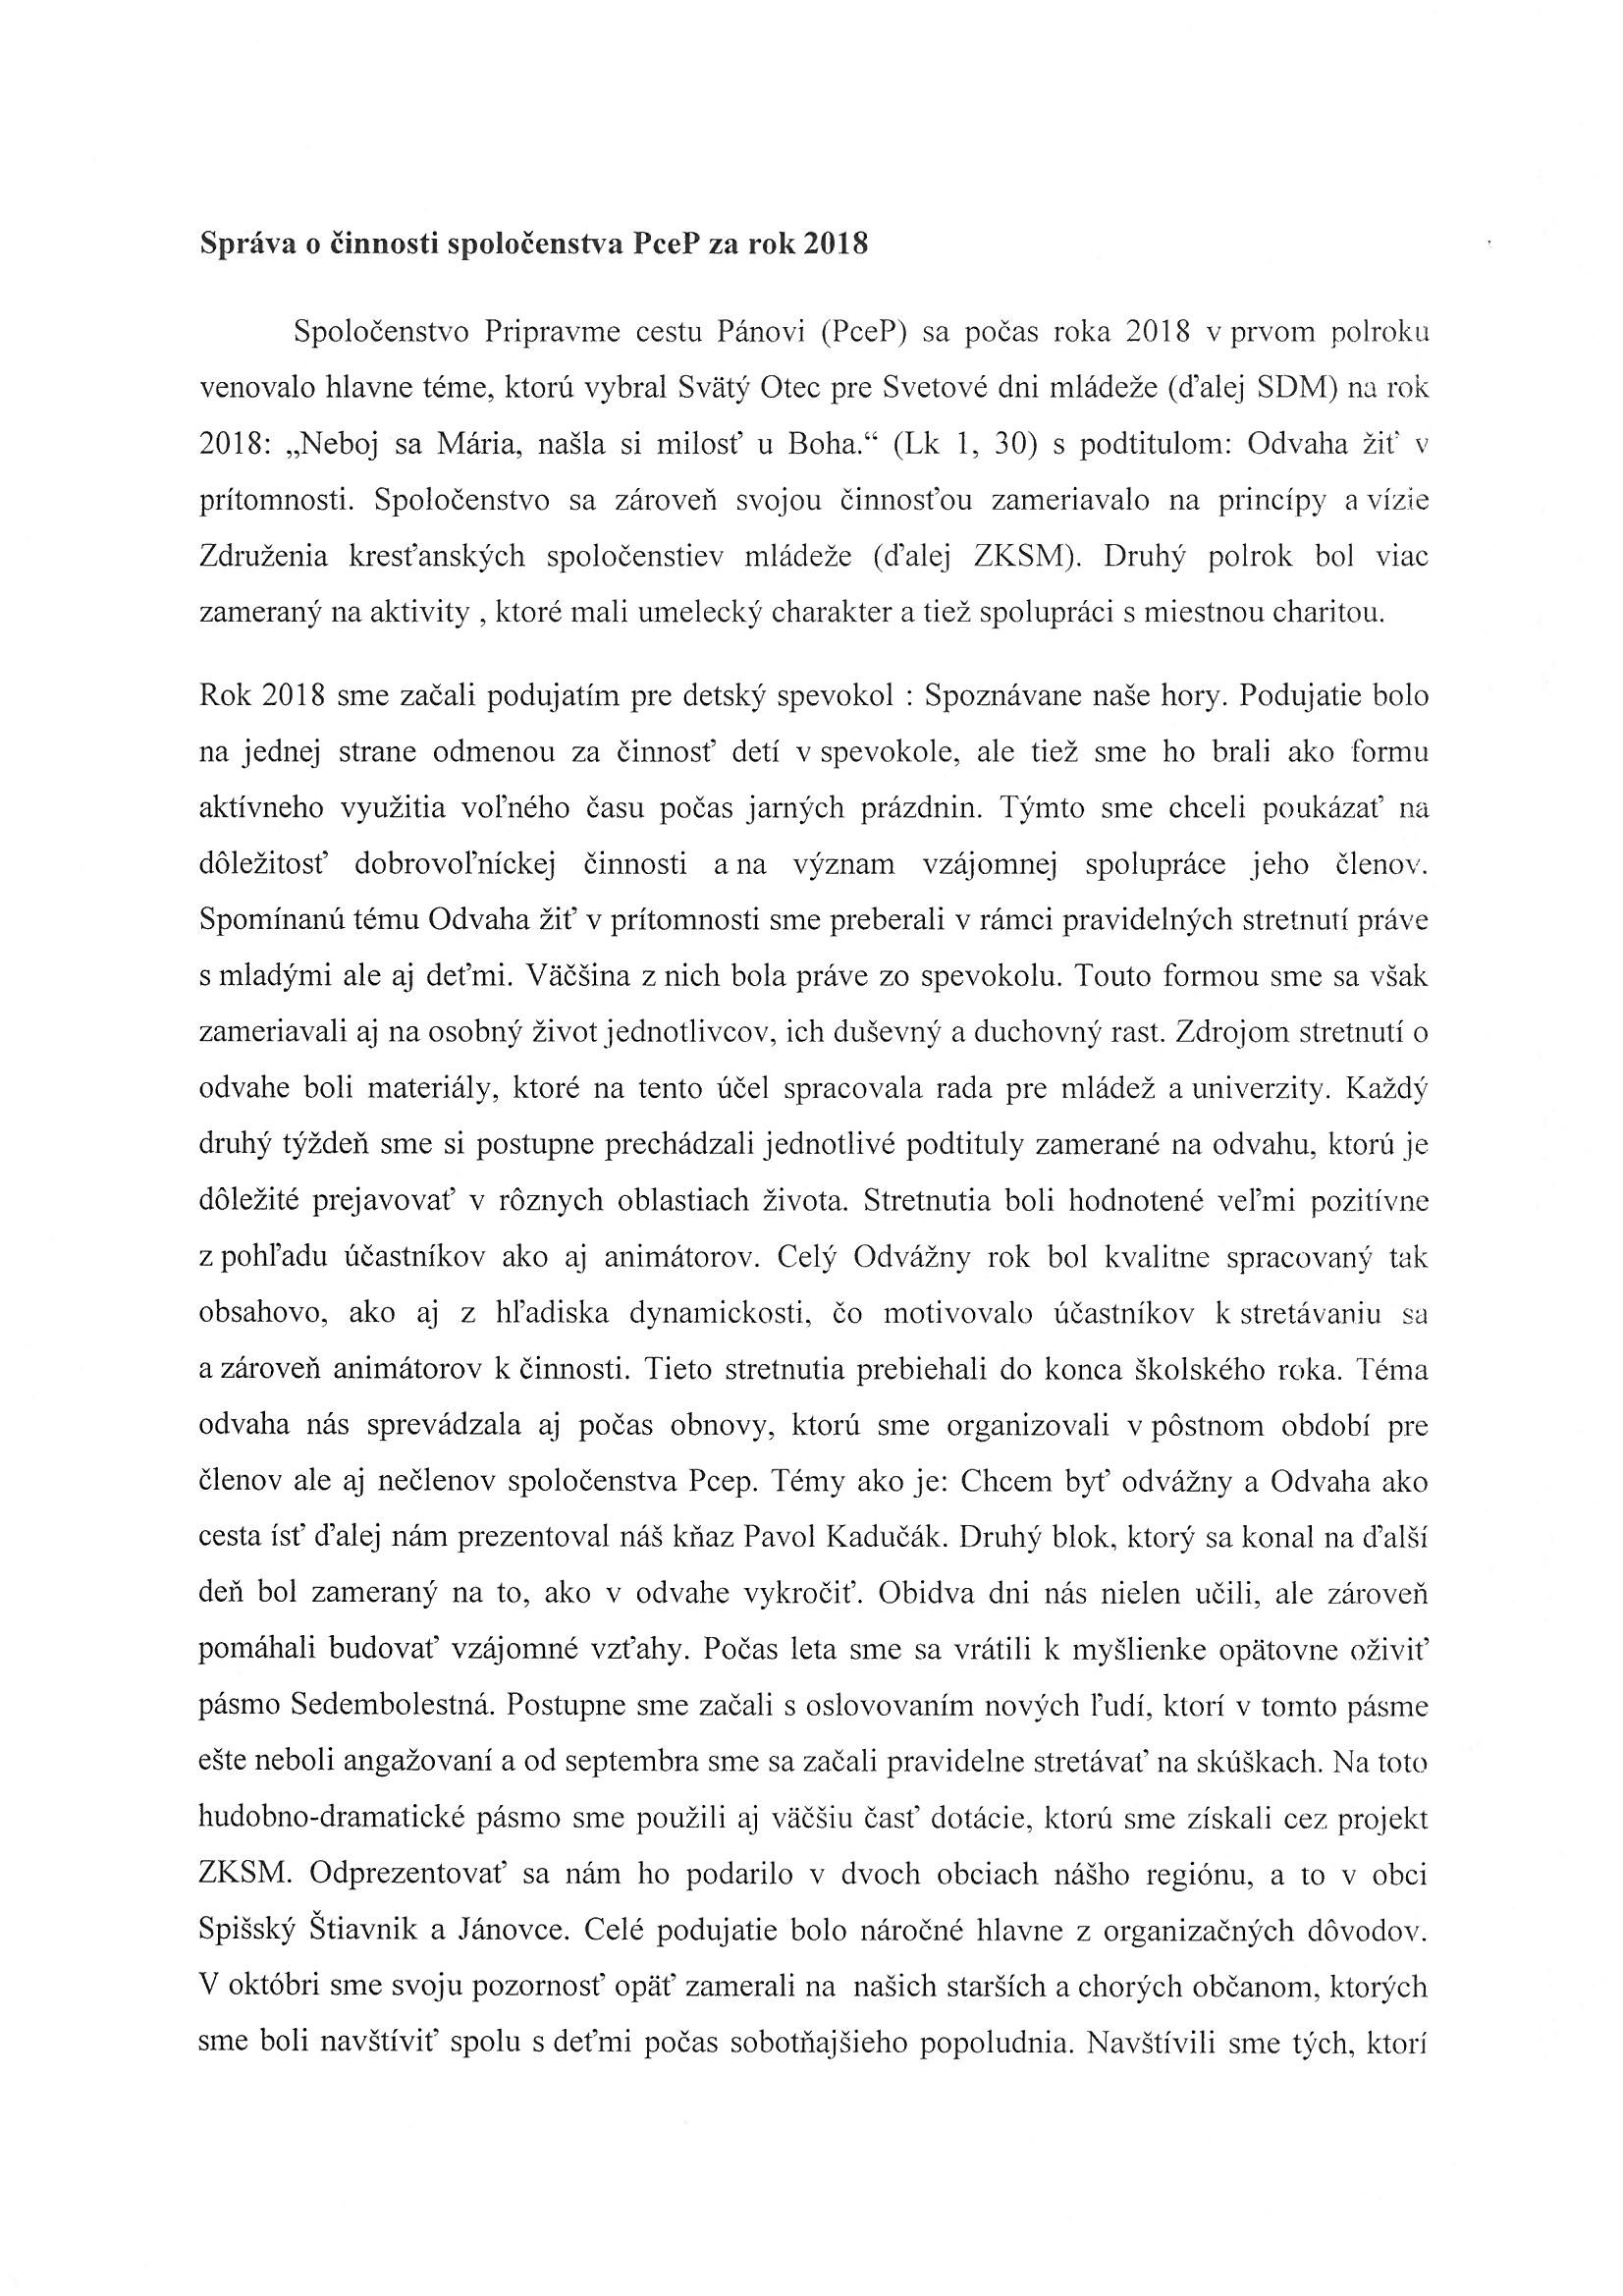 Správa o činnosti spoločenstva PceP za rok 2018
Spoločenstvo Pripravme cestu Pánovi (PceP) sa počas roka 2018 v prvom polroku
venovalo hlavne téme, ktorú vybral Svätý Otec pre Svetové dni mládeže (ďalej SDM) na rok
2018: „Neboj sa Mária, našla si milosť u Boha.“ (Lk 1, 30) s podtitulom: Odvaha žiť v
prítomnosti. Spoločenstvo sa zároveň svojou činnosťou zameriavalo na princípy a vízie
Združenia kresťanských spoločenstiev mládeže (ďalej ZKSM). Druhý polrok bol viac
zameraný na aktivity , ktoré mali umelecký charakter a tiež spolupráci s miestnou charitou.
Rok 2018 sme začali podujatím pre detský spevokol : Spoznávane naše hory. Podujatie bolo
na jednej strane odmenou za činnosť detí v spevokole, ale tiež sme ho brali ako formu
aktívneho využitia voľného času počas jarných prázdnin. Týmto sme chceli poukázať na
dôležitosť dobrovoľníckej činnosti a na význam vzájomnej spolupráce jeho členov.
Spomínanú tému Odvaha žiť v prítomnosti sme preberali v rámci pravidelných stretnutí práve
s mladými ale aj deťmi. Väčšina z nich bola práve zo spevokolu. Touto formou sme sa však
zameriavali aj na osobný život jednotlivcov, ich duševný a duchovný rast. Zdrojom stretnutí o
odvahe boli materiály, ktoré na tento účel spracovala rada pre mládež a univerzity. Každý
druhý týždeň sme si postupne prechádzali jednotlivé podtituly zamerané na odvahu, ktorú je
dôležité prejavovať v rôznych oblastiach života. Stretnutia boli hodnotené veľmi pozitívne
z pohľadu účastníkov ako aj animátorov. Celý Odvážny rok bol kvalitne spracovaný tak
obsahovo, ako aj z hľadiska dynamickosti, čo motivovalo účastníkov k stretávaniu sa
a zároveň animátorov k činnosti. Tieto stretnutia prebiehali do konca školského roka. Téma
odvaha nás sprevádzala aj počas obnovy, ktorú sme organizovali v pôstnom období pre
členov ale aj nečlenov spoločenstva Pcep. Témy ako je: Chcem byť odvážny a Odvaha ako
cesta ísť ďalej nám prezentoval náš kňaz Pavol Kadučák. Druhý blok, ktorý sa konal na ďalší
deň bol zameraný na to, ako v odvahe vykročiť. Obidva dni nás nielen učili, ale zároveň
pomáhali budovať vzájomné vzťahy. Počas leta sme sa vrátili k myšlienke opätovne oživiť
pásmo Sedembolestná. Postupne sme začali s oslovovaním nových ľudí, ktorí v tomto pásme
ešte neboli angažovaní a od septembra sme sa začali pravidelne stretávať na skúškach. Na toto
hudobno-dramatické pásmo sme použili aj väčšiu časť dotácie, ktorú sme získali cez projekt
ZKSM. Odprezentovať sa nám ho podarilo v dvoch obciach nášho regiónu, a to v obci
Spišský Štiavnik a Jánovce. Celé podujatie bolo náročné hlavne z organizačných dôvodov.
V októbri sme svoju pozornosť opäť zamerali na našich starších a chorých občanom, ktorých
sme boli navštíviť spolu s deťmi počas sobotňajšieho popoludnia. Navštívili sme tých, ktorí